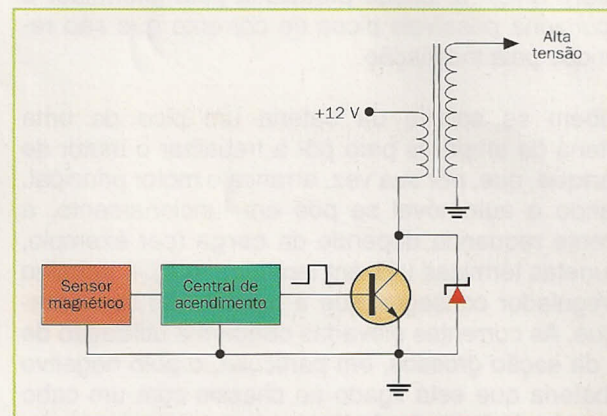 Alta
tensão
+12 V
Sensor
magnético
Central de
acendimento